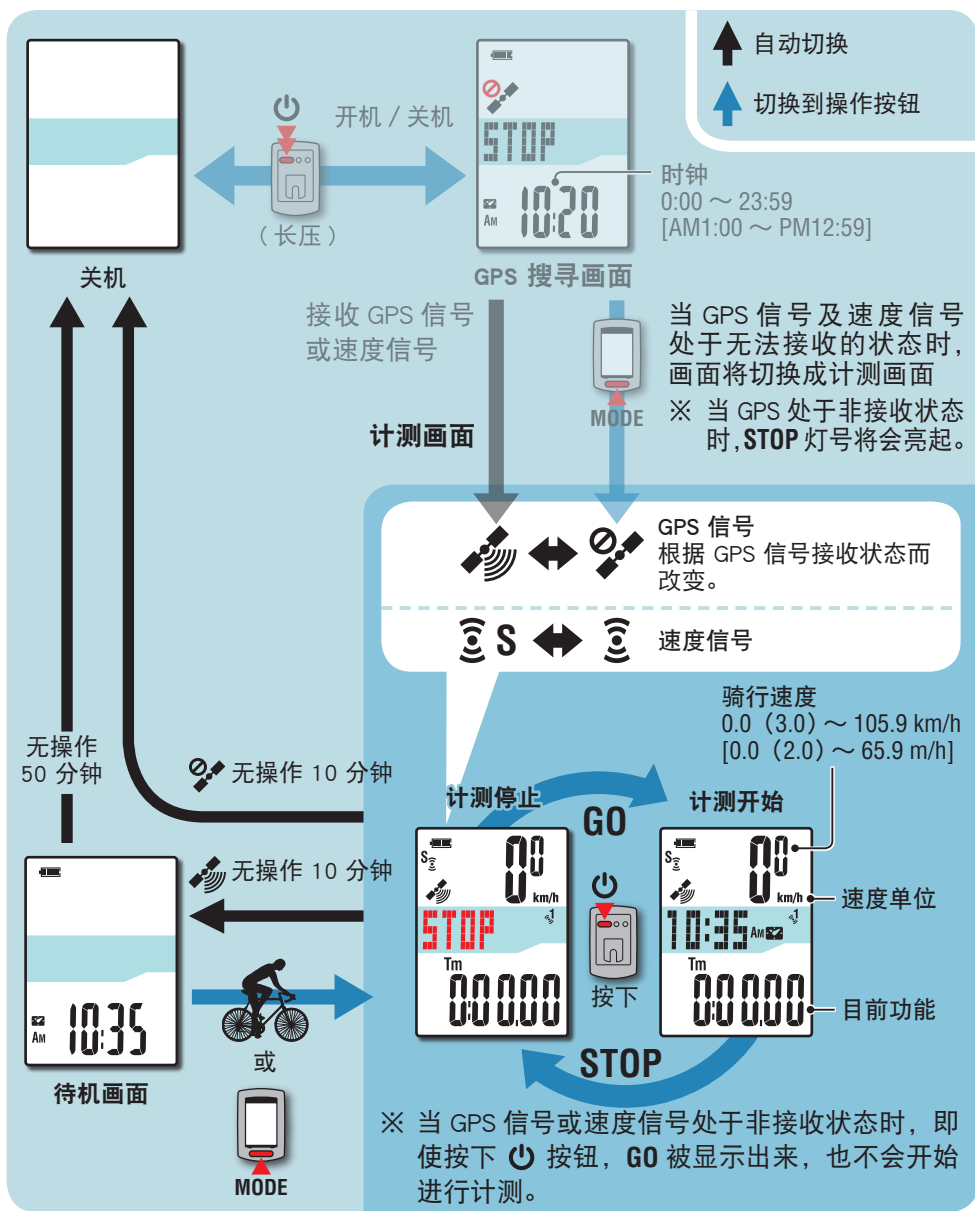 自动切换
切换到操作按钮
开机 / 关机
（长压）
STOP
10:20
AM
时钟
0:00 ～ 23:59
[AM1:00 ～ PM12:59]
关机
GPS 搜寻画面
接收 GPS 信号
或速度信号
MODE
当 GPS 信号及速度信号
处于无法接收的状态时，
画面将切换成计测画面
※ 当 GPS 处于非接收状态
时，STOP 灯号将会亮起。
计测画面
GPS 信号
根据 GPS 信号接收状态而
改变。
S
速度信号
骑行速度
0.0（3.0）～ 105.9 km/h
[0.0（2.0）～ 65.9 m/h]
无操作
50 分钟
无操作 10 分钟
无操作 10 分钟
计测停止
GO
计测开始
S
0.0
km/h
STOP
1
Tm
0:00.00.0
按下
S
0.0
km/h
10:35 AM
1
Tm
0:00.00.0
速度单位
目前功能
AM
10:35
待机画面
或
MODE
STOP
※ 当 GPS 信号或速度信号处于非接收状态时，即
使按下 按钮，GO 被显示出来，也不会开始
进行计测。